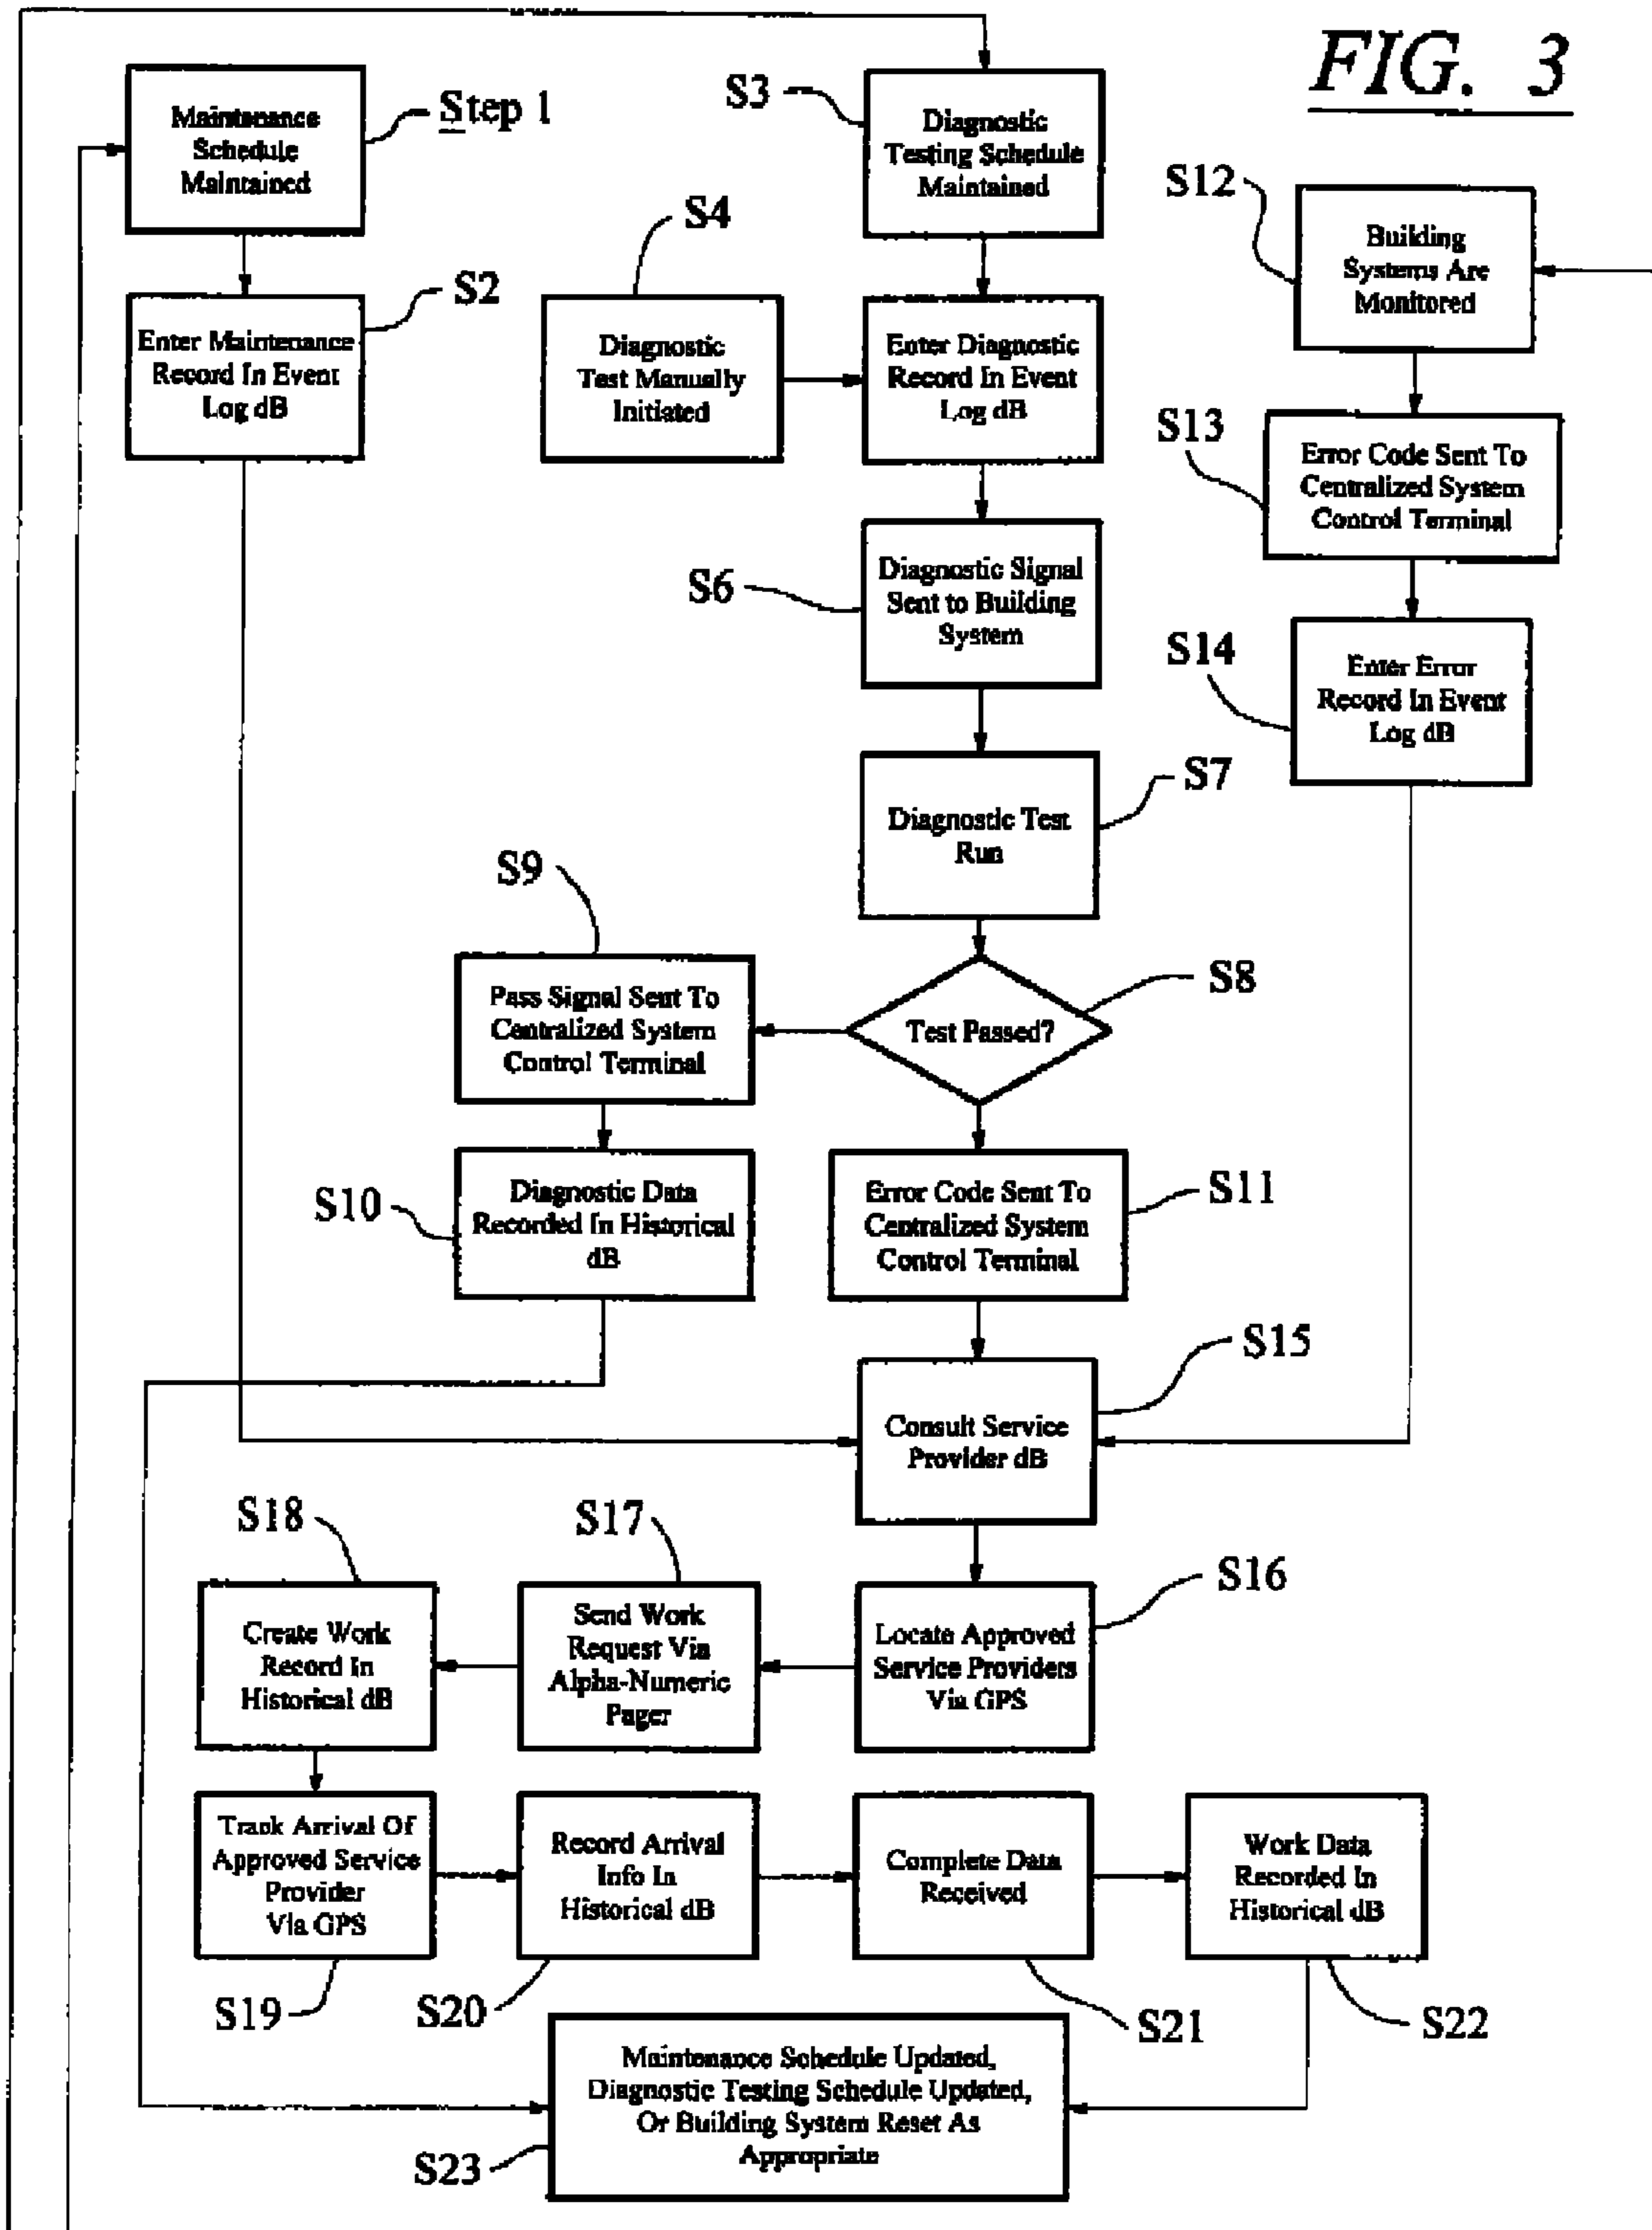 FIG. 3
Step 1
Maintenance
Schedule
Maintained
S2
Enter Maintenance
Record In Event
Log dB
S3
Diagnostic
Testing Schedule
Maintained
S4
Diagnostic
Test Manually
Initiated
Enter Diagnostic
Record In Event
Log dB
S6
Diagnostic Signal
Sent to Building
System
S7
Diagnostic Test
Run
S8
Test Passed?
S9
Pass Signal Sent To
Centralized System
Control Terminal
S10
Diagnostic Data
Recorded In Historical
dB
S11
Error Code Sent To
Centralized System
Control Terminal
S12
Building
Systems Are
Monitored
S13
Error Code Sent To
Centralized System
Control Terminal
S14
Enter Error
Record In Event
Log dB
S15
Consult Service
Provider dB
S16
Locate Approved
Service Providers
Via GPS
S17
Send Work
Request Via
Alpha-Numeric
Pager
S18
Create Work
Record In
Historical dB
Track Arrival Of
Approved Service
Provider
Via GPS
S19
Record Arrival
Info In
Historical dB
S20
Complete Data
Received
S21
Work Data
Recorded In
Historical dB
S22
Maintenance Schedule Updated,
Diagnostic Testing Schedule Updated,
Or Building System Reset As
Appropriate
S23